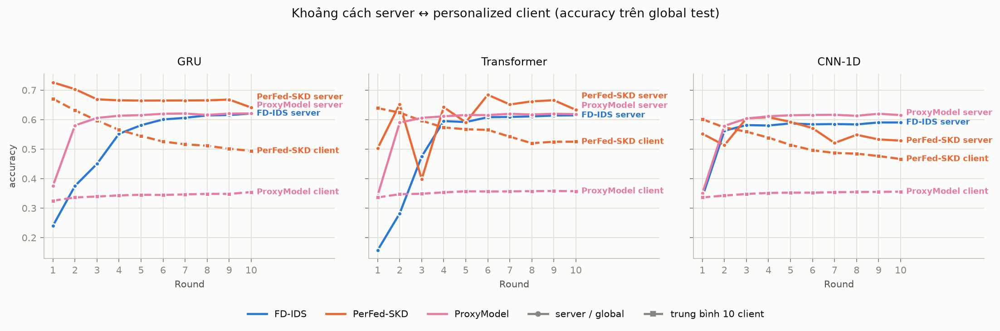 Khoảng cách server ↔ personalized client (accuracy trên global test)
GRU
Transformer
CNN-1D
accuracy
0.7
0.6
0.5
0.4
0.3
0.2
PerFed-SKD server
ProxyModel server
FD-IDS server
PerFed-SKD client
ProxyModel client
PerFed-SKD server
ProxyModel server
FD-IDS server
PerFed-SKD client
ProxyModel client
ProxyModel server
FD-IDS server
PerFed-SKD server
PerFed-SKD client
ProxyModel client
1 2 3 4 5 6 7 8 9 10
1 2 3 4 5 6 7 8 9 10
1 2 3 4 5 6 7 8 9 10
Round
Round
Round
FD-IDS
PerFed-SKD
ProxyModel
server / global
trung bình 10 client